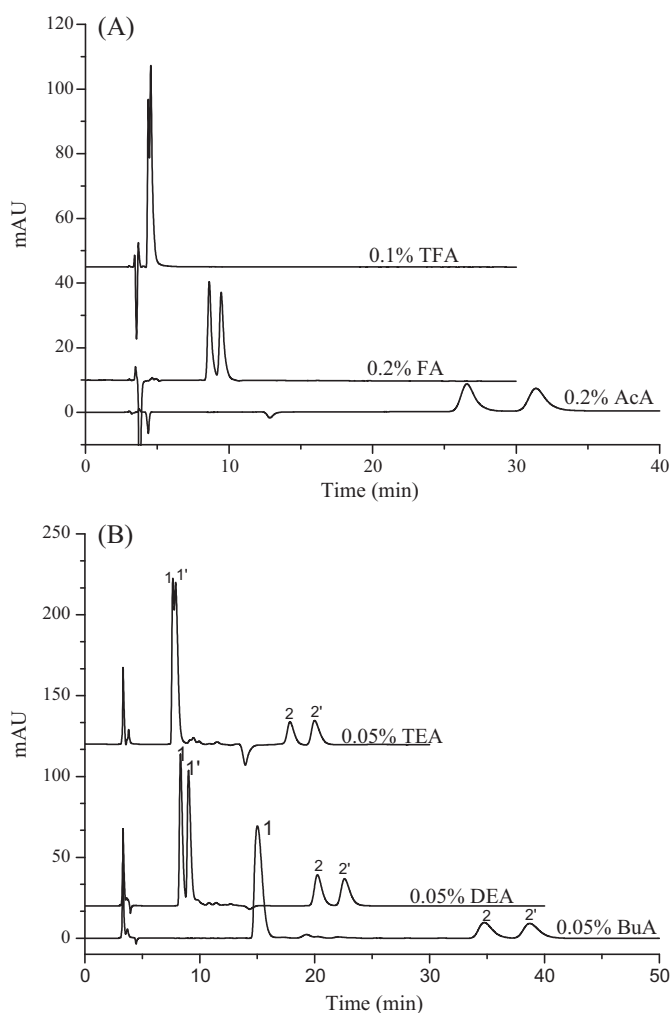 (A)
120
100
80
60
40
20
0
mAU
0.1% TFA
0.2% FA
0.2% AcA
0 10 20 30 40
Time (min)
(B)
250
200
150
100
50
0
mAU
1 1'
2 2'
0.05% TEA
1 1'
2 2'
0.05% DEA
1
2 2'
0.05% BuA
0 10 20 30 40 50
Time (min)